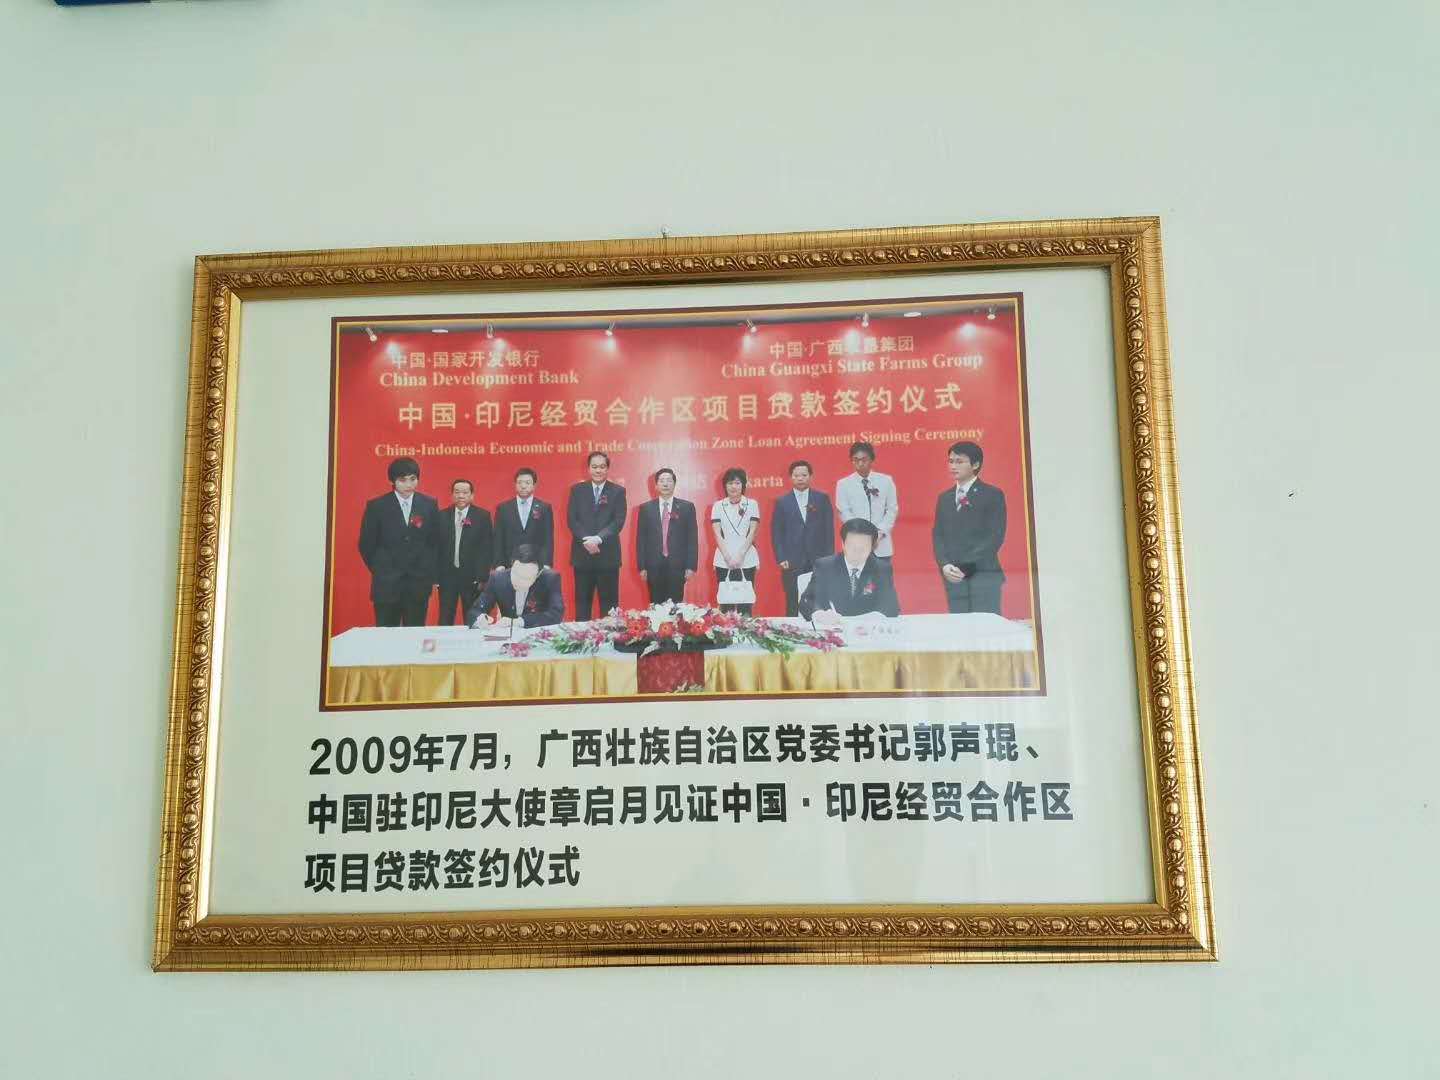 中国·国家开发银行
China Development Bank
中国·广西农垦集团
China Guangxi State Farms Group
中国·印尼经贸合作区项目贷款签约仪式
China-Indonesia Economic and Trade Cooperation Zone Loan Agreement Signing Ceremony
2009年7月，广西壮族自治区党委书记郭声琨、
中国驻印尼大使章启月见证中国·印尼经贸合作区
项目贷款签约仪式